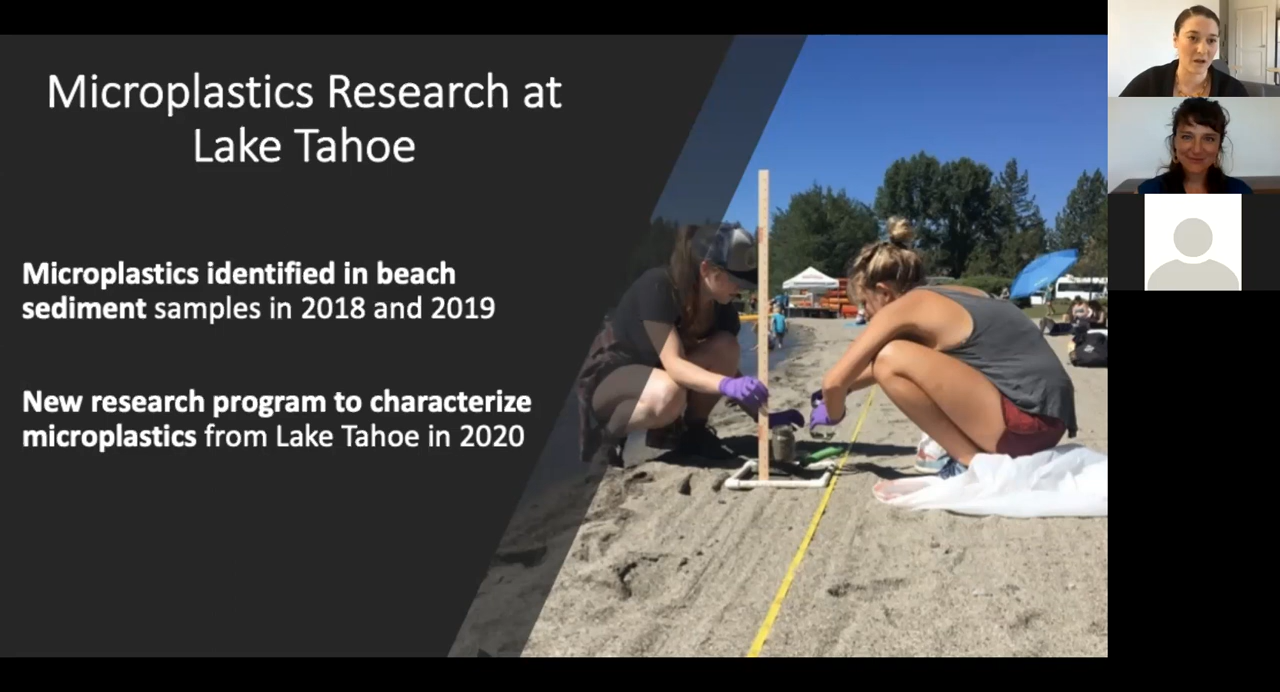 Microplastics Research at
Lake Tahoe
Microplastics identified in beach
sediment samples in 2018 and 2019
New research program to characterize
microplastics from Lake Tahoe in 2020